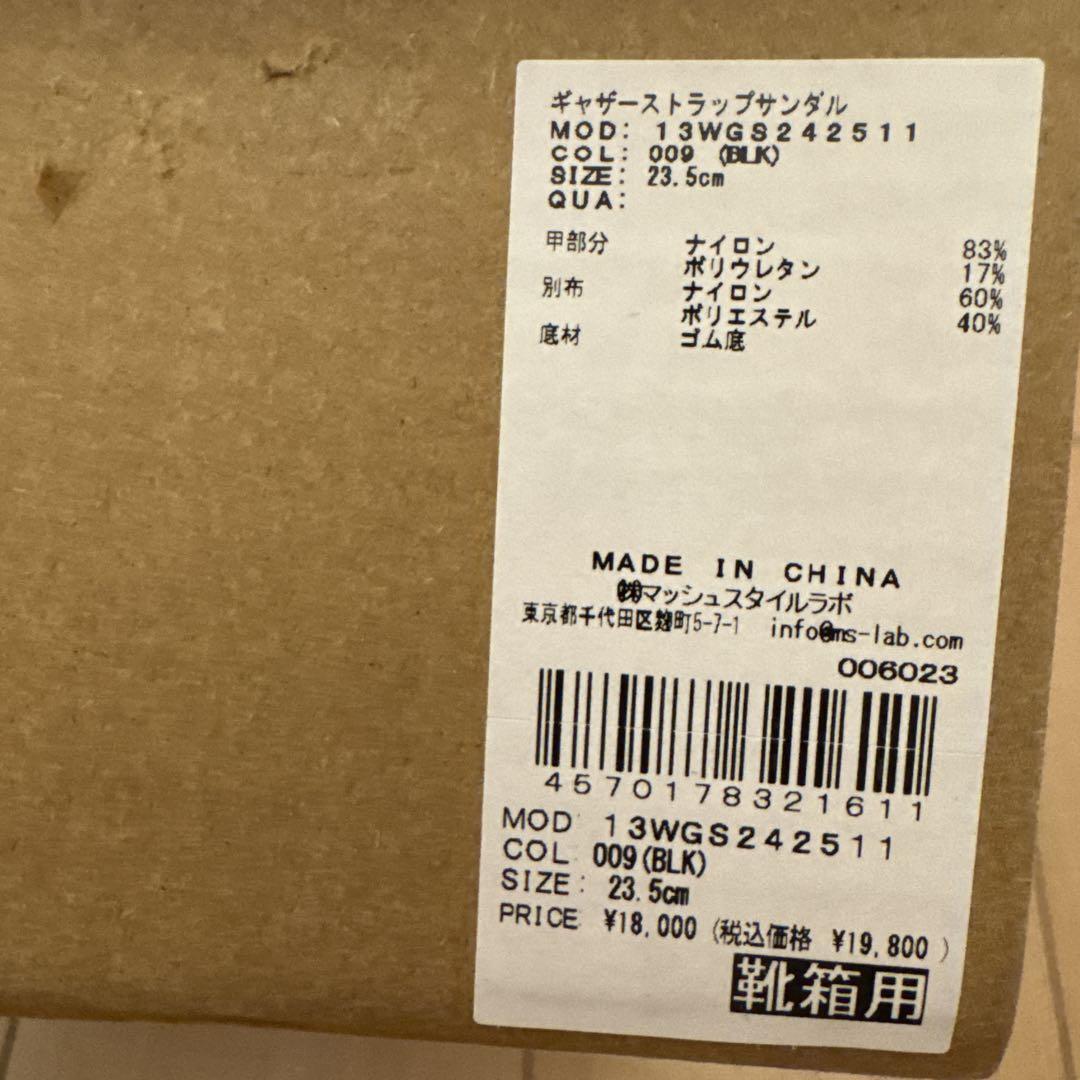 ギャザーストラップサンダル
MOD: 13WGS242511
COL: 009 (BLK)
SIZE: 23.5cm
QUA:
甲部分 ナイロン 83%
ポリウレタン 17%
別布 ナイロン 60%
ポリエステル 40%
底材 ゴム底
MADE IN CHINA
㈱マッシュスタイルラボ
東京都千代田区麹町5-7-1 info@ms-lab.com
006023
4570178321611
MOD 13WGS242511
COL 009(BLK)
SIZE: 23.5cm
PRICE ¥18,000 (税込価格 ¥19,800 )
靴箱用